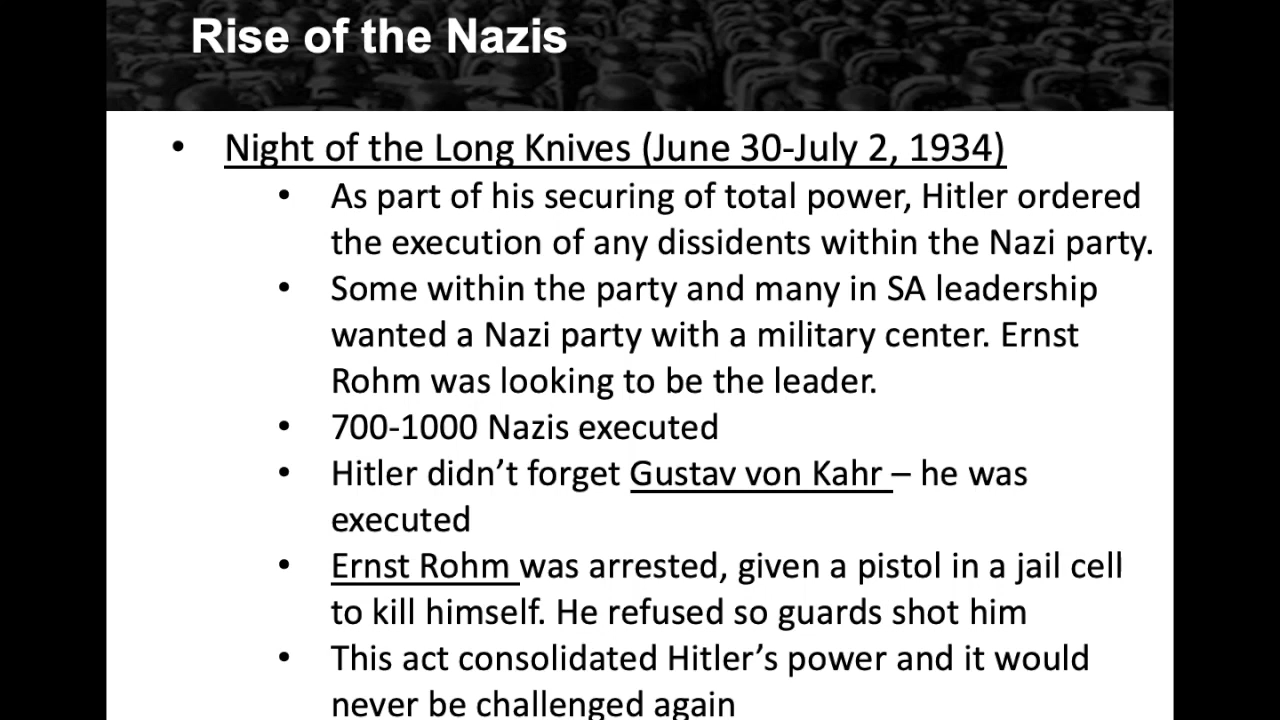 Rise of the Nazis
• Night of the Long Knives (June 30-July 2, 1934)
• As part of his securing of total power, Hitler ordered
the execution of any dissidents within the Nazi party.
• Some within the party and many in SA leadership
wanted a Nazi party with a military center. Ernst
Rohm was looking to be the leader.
• 700-1000 Nazis executed
• Hitler didn’t forget Gustav von Kahr – he was
executed
• Ernst Rohm was arrested, given a pistol in a jail cell
to kill himself. He refused so guards shot him
• This act consolidated Hitler’s power and it would
never be challenged again